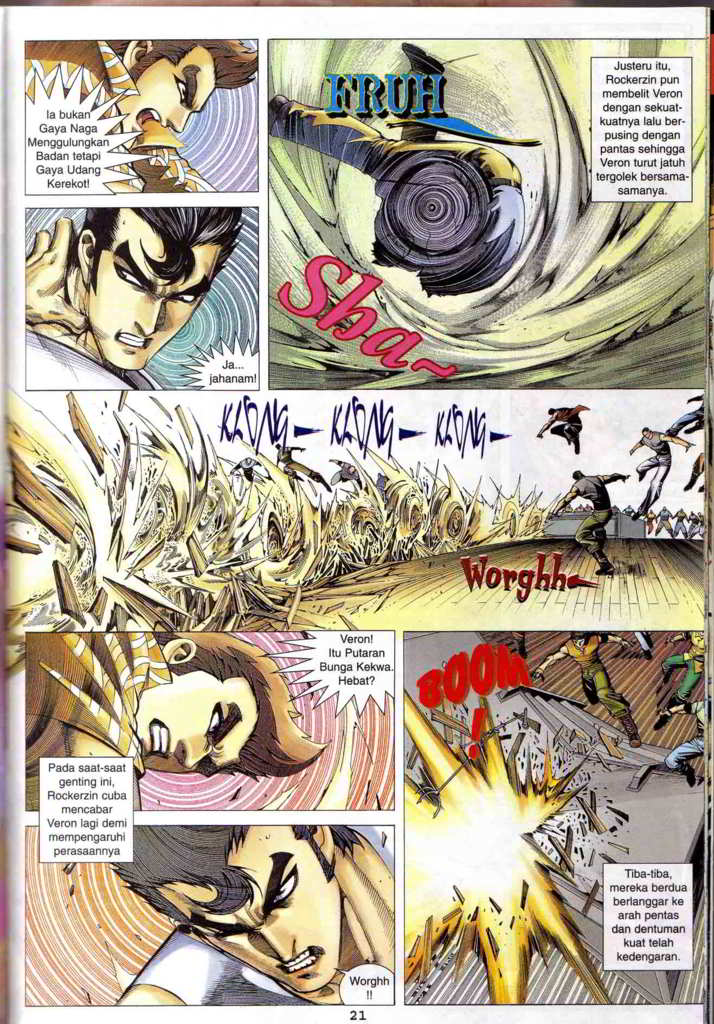 Ia bukan
Gaya Naga
Menggulungkan
Badan tetapi
Gaya Udang
Kerekot!
FRUH
Justeru itu,
Rockerzin pun
membelit Veron
dengan sekuat-
kuatnya lalu ber-
pusing dengan
pantas sehingga
Veron turut jatuh
tergolek bersama-
samanya.
Sha~
Ja...
jahanam!
KLONG— KLONG— KLONG—
Worghh—
Veron!
Itu Putaran
Bunga Kekwa.
Hebat?
BOOM
!
Pada saat-saat
genting ini,
Rockerzin cuba
mencabar
Veron lagi demi
mempengaruhi
perasaannya
Worghh
!!
Tiba-tiba,
mereka berdua
berlanggar ke
arah pentas
dan dentuman
kuat telah
kedengaran.
21